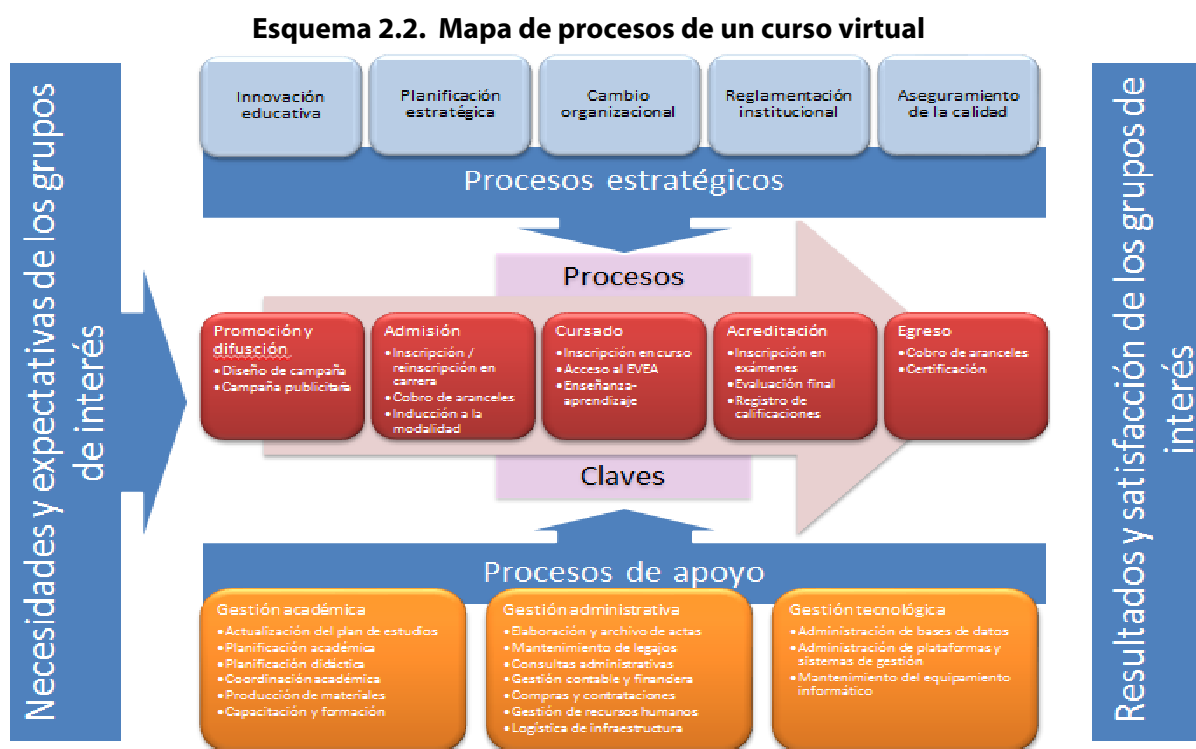 Esquema 2.2. Mapa de procesos de un curso virtual
Necesidades y expectativas de los grupos
de interés
Innovación
educativa
Planificación
estratégica
Cambio
organizacional
Reglamentación
institucional
Aseguramiento
de la calidad
Procesos estratégicos
Procesos
Promoción y
difusción
•Diseño de campaña
•Campaña publicitaria
Admisión
•Inscripción /
reinscripción en
carrera
•Cobro de aranceles
•Inducción a la
modalidad
Cursado
•Inscripción en curso
•Acceso al EVEA
•Enseñanza-
aprendizaje
Acreditación
•Inscripción en
exámenes
•Evaluación final
•Registro de
calificaciones
Egreso
•Cobro de aranceles
•Certificación
Claves
Procesos de apoyo
Gestión académica
•Actualización del plan de estudios
•Planificación académica
•Planificación didáctica
•Coordinación académica
•Producción de materiales
•Capacitación y formación
Gestión administrativa
•Elaboración y archivo de actas
•Mantenimiento de legajos
•Consultas administrativas
•Gestión contable y financiera
•Compras y contrataciones
•Gestión de recursos humanos
•Logística de infraestructura
Gestión tecnológica
•Administración de bases de datos
•Administración de plataformas y
sistemas de gestión
•Mantenimiento del equipamiento
informático
Resultados y satisfacción de los grupos de
interés